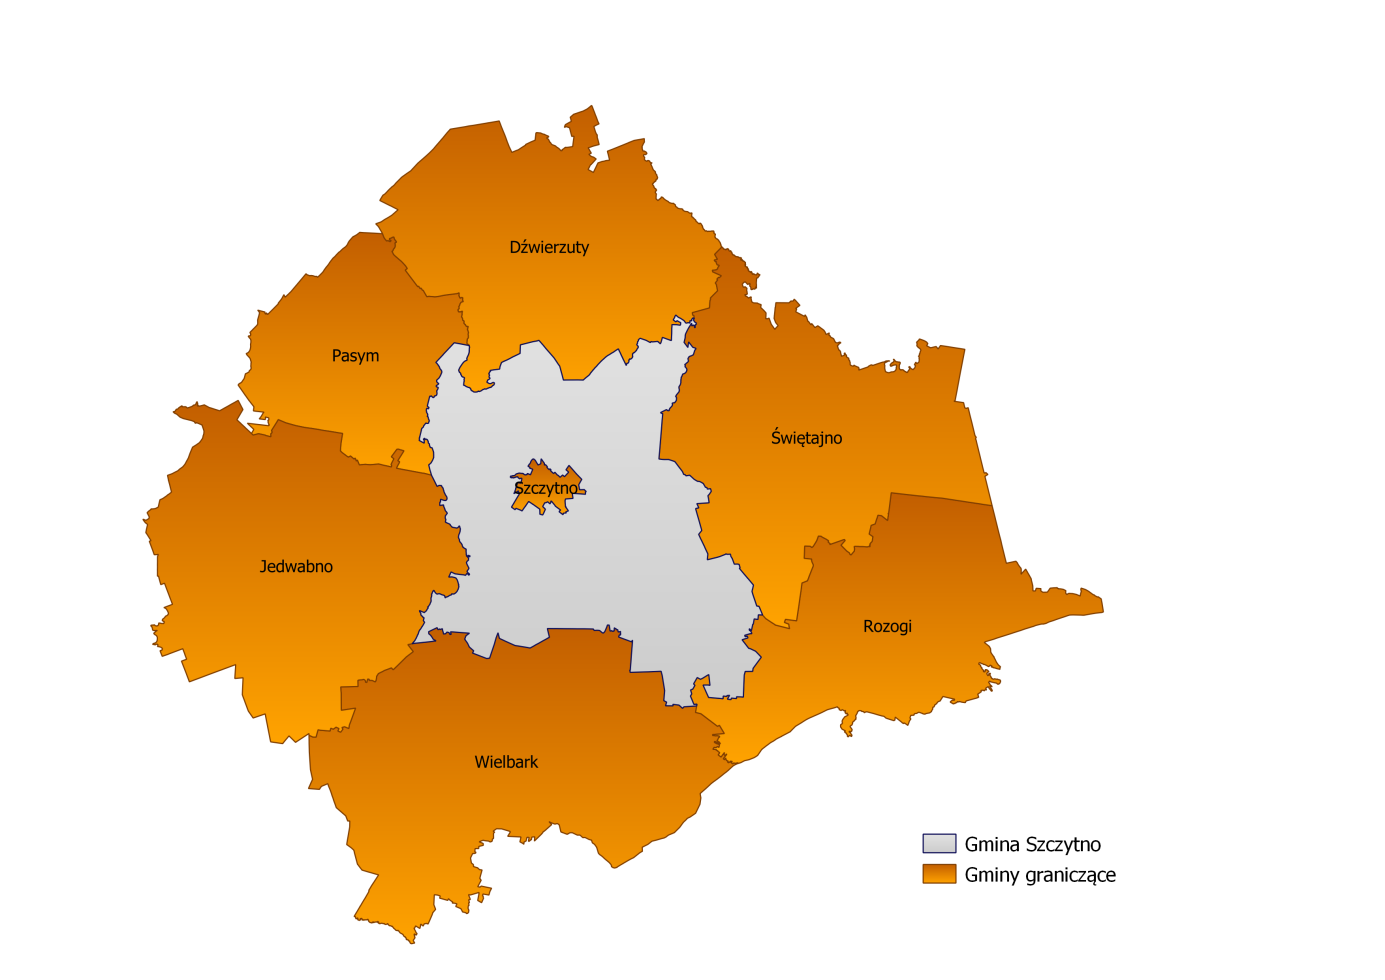 Dźwierzuty
Pasym
Świętajno
Szczytno
Jedwabno
Rozogi
Wielbark
Gmina Szczytno
Gminy graniczące